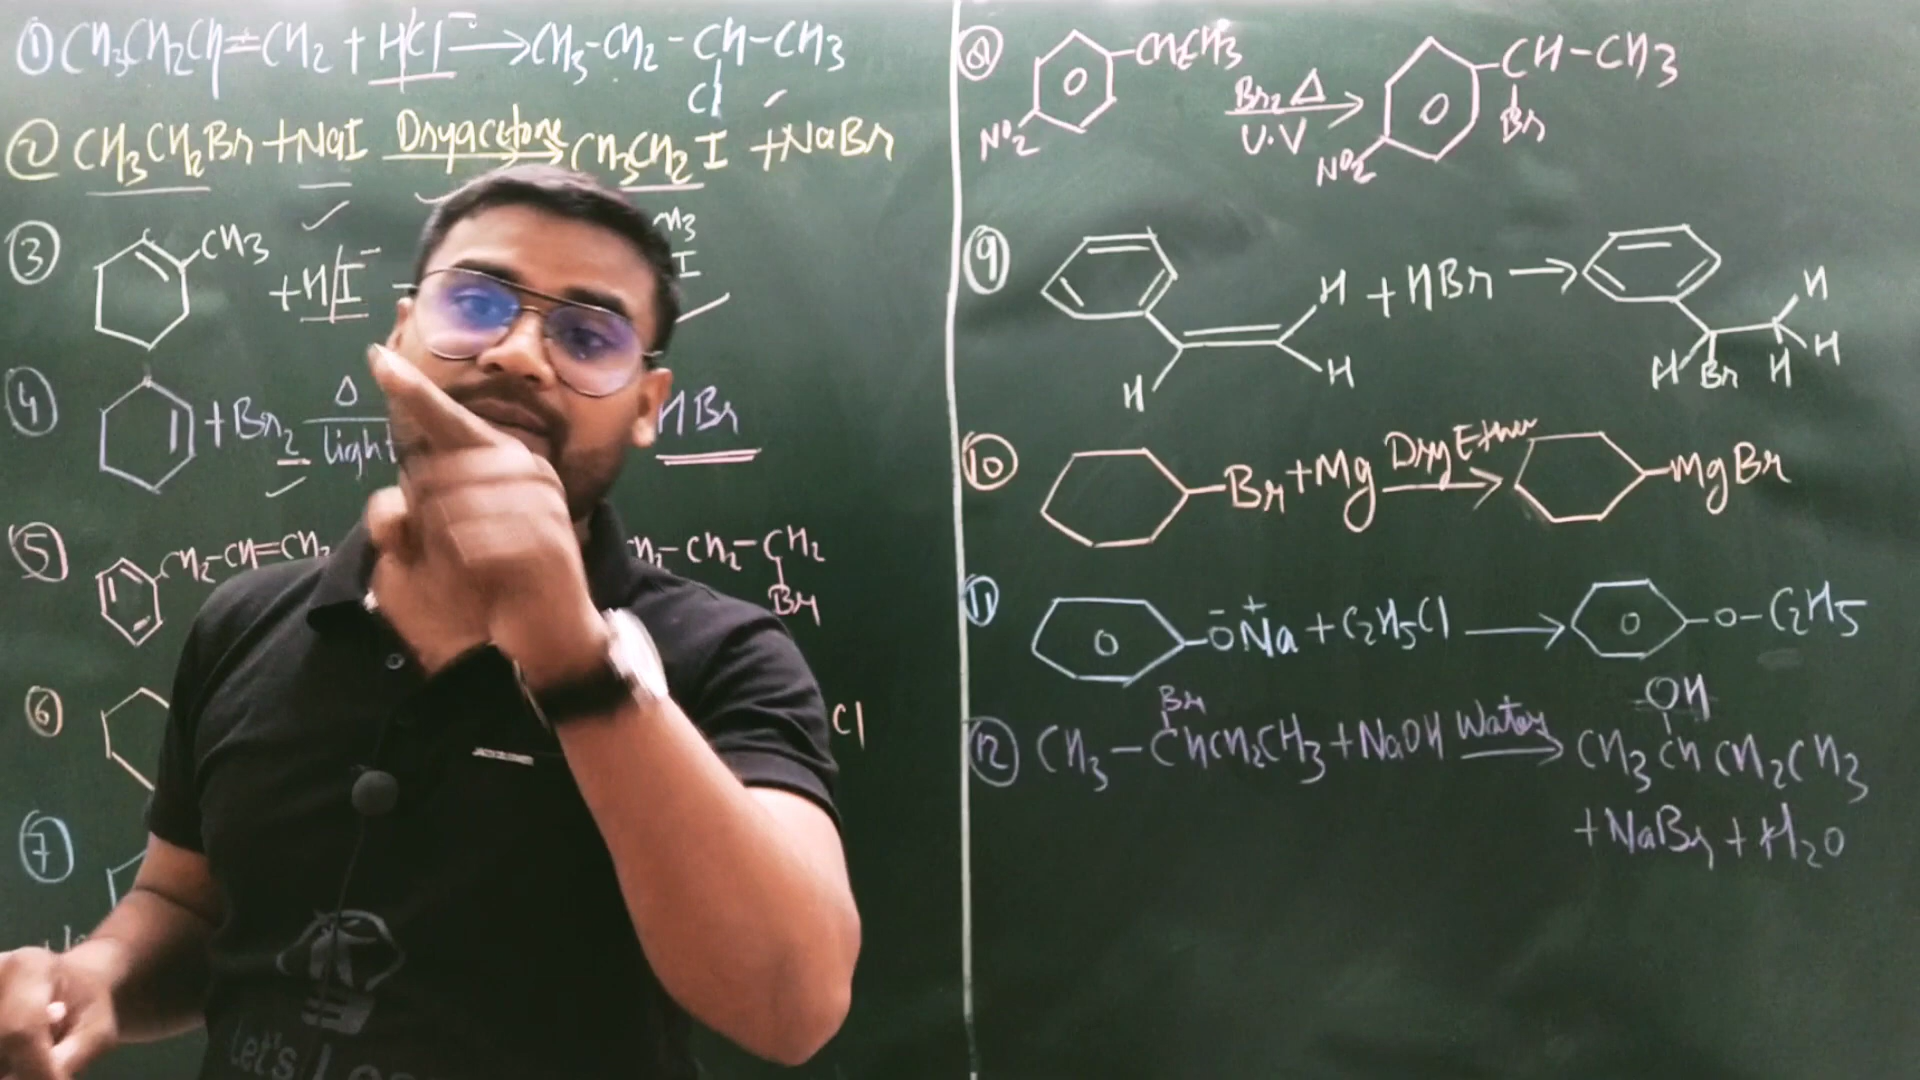 ① CH3CH2CH=CH2 + HCl → CH3-CH2-CH-CH3
Cl
② CH3CH2Br + NaI Dryacetone → CH3CH2I + NaBr
③ CH3 + HI
I
④ + Br2 Δ light HBr
⑤ CH2-CH=CH2 CH2-CH2-CH2
Br
⑥ Cl
⑦
Let's
⑧ CH2CH3 NO2 Br2 Δ U.V → CH-CH3
Br
NO2
⑨ H H H + HBr → H H H H Br
⑩ Br + Mg Dry Ether → MgBr
⑪ ŌNa+ + C2H5Cl → O-C2H5
⑫ CH3-CHCH2CH3 + NaOH Water → CH3CHCH2CH3
Br OH
+ NaBr + H2O